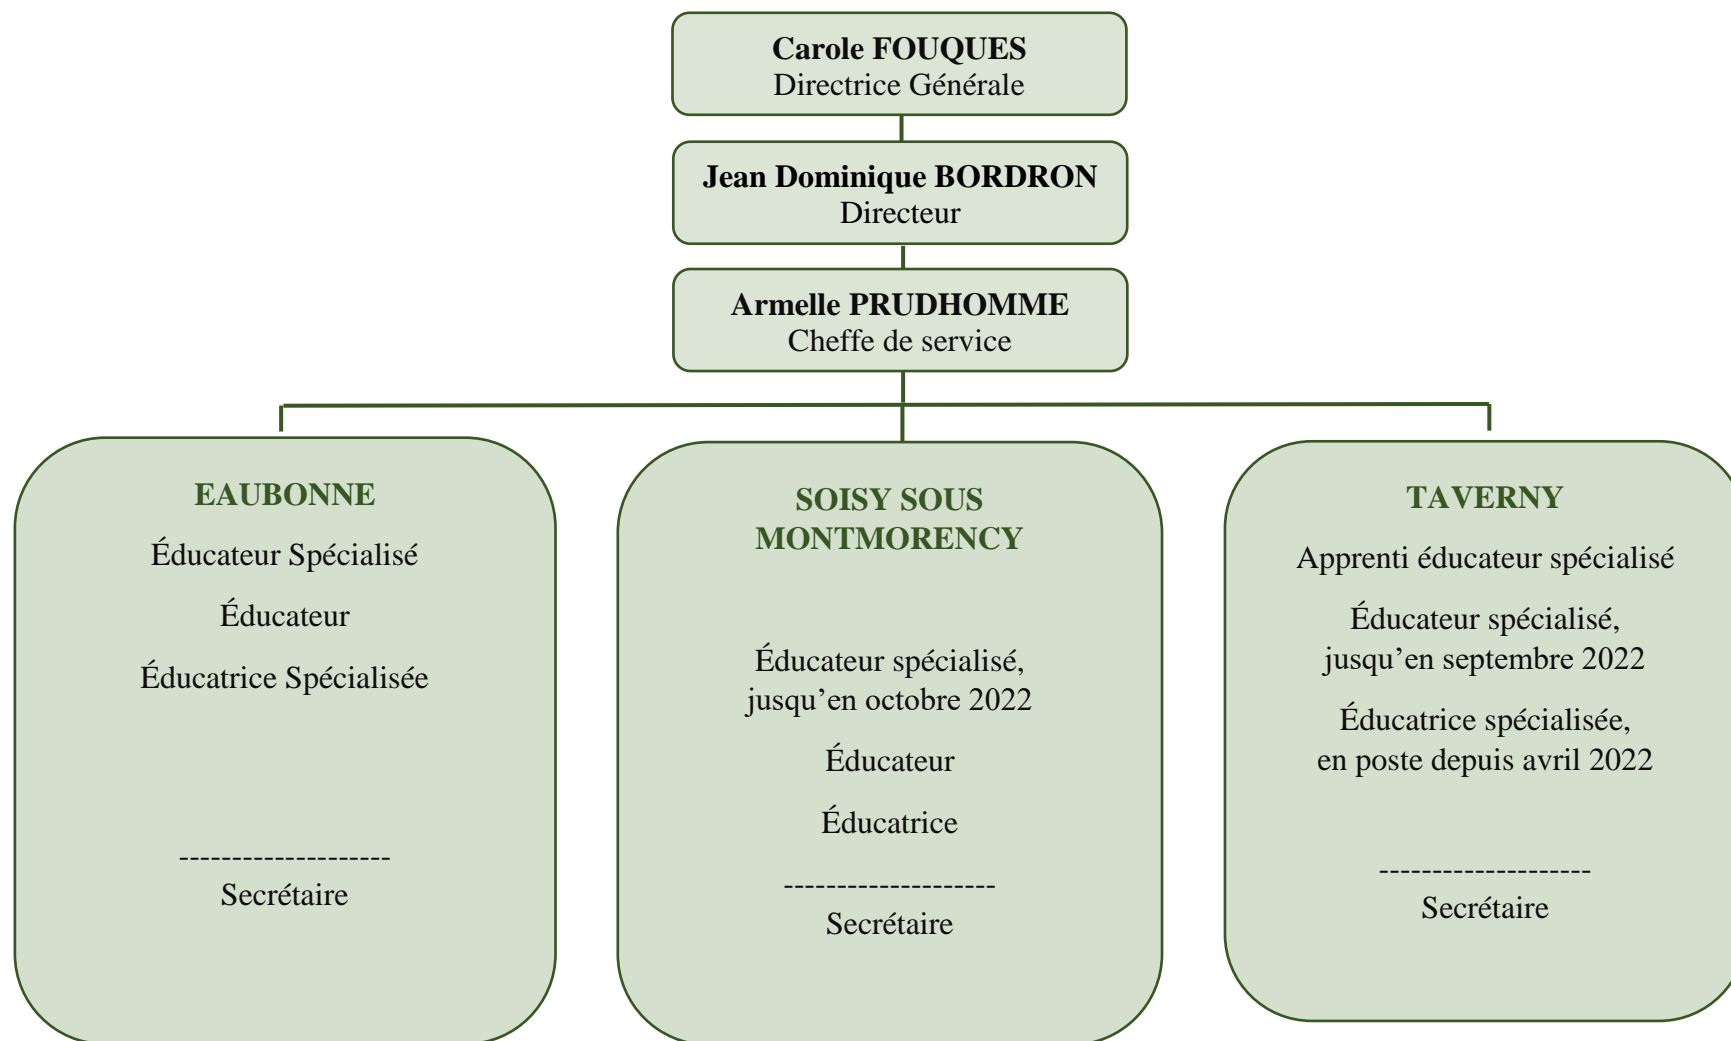 Carole FOUQUES
Directrice Générale
Jean Dominique BORDRON
Directeur
Armelle PRUDHOMME
Cheffe de service
EAUBONNE
Éducateur Spécialisé
Éducateur
Éducatrice Spécialisée
---------------------
Secrétaire
SOISY SOUS
MONTMORENCY
Éducateur spécialisé,
jusqu’en octobre 2022
Éducateur
Éducatrice
---------------------
Secrétaire
TAVERNY
Apprenti éducateur spécialisé
Éducateur spécialisé,
jusqu’en septembre 2022
Éducatrice spécialisée,
en poste depuis avril 2022
---------------------
Secrétaire